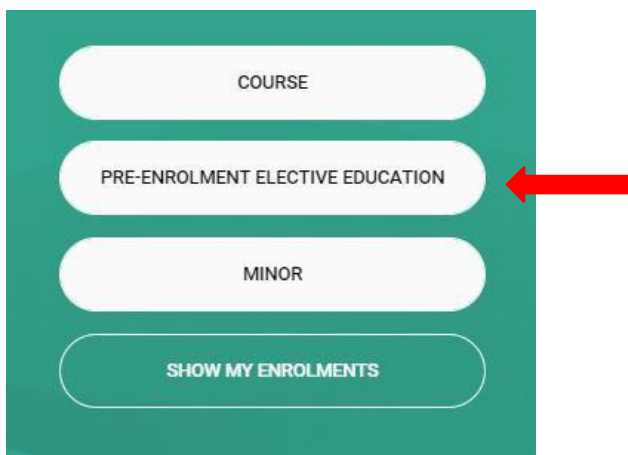 COURSE
PRE-ENROLMENT ELECTIVE EDUCATION
MINOR
SHOW MY ENROLMENTS